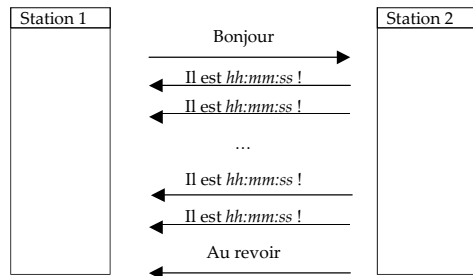 Station 1
Station 2
Bonjour
Il est hh:mm:ss !
Il est hh:mm:ss !
…
Il est hh:mm:ss !
Il est hh:mm:ss !
Au revoir